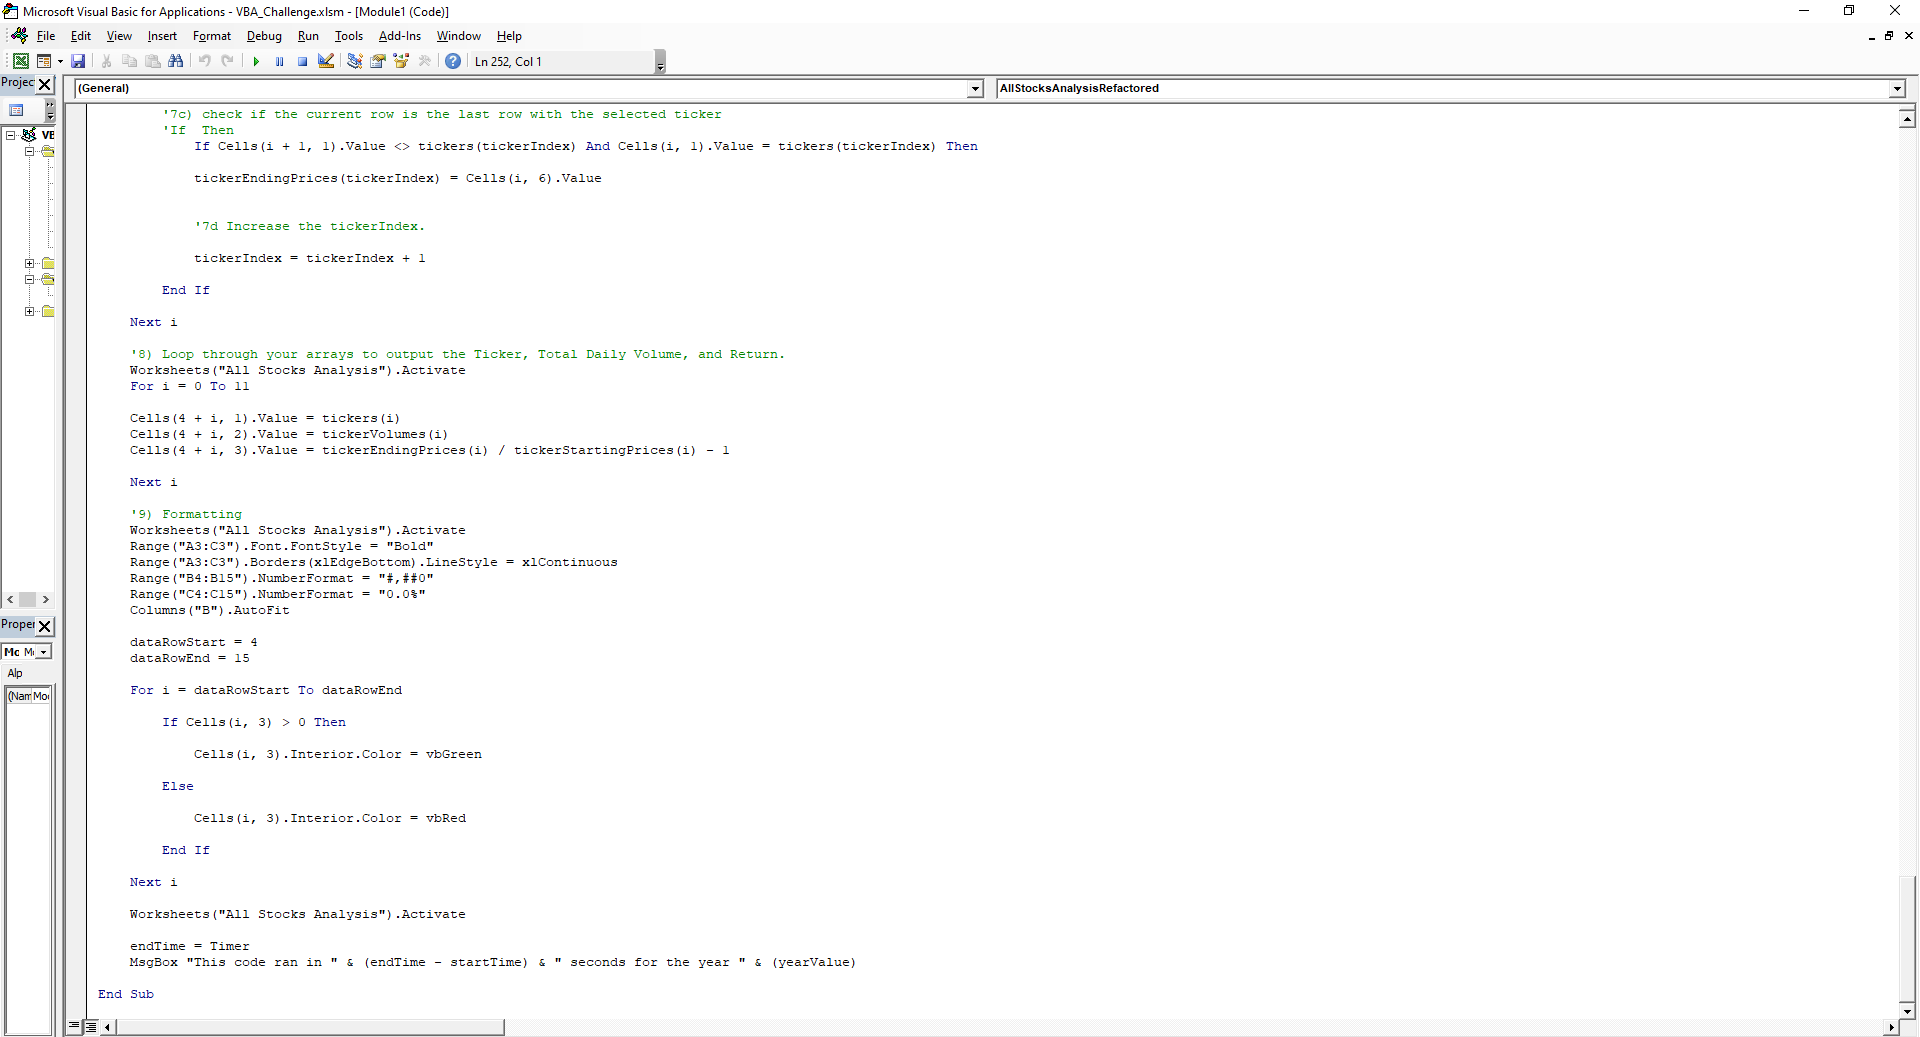 Microsoft Visual Basic for Applications - VBA_Challenge.xlsm - [Module1 (Code)]
File Edit View Insert Format Debug Run Tools Add-Ins Window Help
Ln 252, Col 1
Projec
(General)
AllStocksAnalysisRefactored
VB
'7c) check if the current row is the last row with the selected ticker
'If  Then
If Cells(i + 1, 1).Value <> tickers(tickerIndex) And Cells(i, 1).Value = tickers(tickerIndex) Then
tickerEndingPrices(tickerIndex) = Cells(i, 6).Value
'7d Increase the tickerIndex.
tickerIndex = tickerIndex + 1
End If
Next i
'8) Loop through your arrays to output the Ticker, Total Daily Volume, and Return.
Worksheets("All Stocks Analysis").Activate
For i = 0 To 11
Cells(4 + i, 1).Value = tickers(i)
Cells(4 + i, 2).Value = tickerVolumes(i)
Cells(4 + i, 3).Value = tickerEndingPrices(i) / tickerStartingPrices(i) - 1
Next i
'9) Formatting
Worksheets("All Stocks Analysis").Activate
Range("A3:C3").Font.FontStyle = "Bold"
Range("A3:C3").Borders(xlEdgeBottom).LineStyle = xlContinuous
Range("B4:B15").NumberFormat = "#,##0"
Range("C4:C15").NumberFormat = "0.0%"
Columns("B").AutoFit
Proper
dataRowStart = 4
dataRowEnd = 15
Mc Mo
Alp
(Nam Mod
For i = dataRowStart To dataRowEnd
If Cells(i, 3) > 0 Then
Cells(i, 3).Interior.Color = vbGreen
Else
Cells(i, 3).Interior.Color = vbRed
End If
Next i
Worksheets("All Stocks Analysis").Activate
endTime = Timer
MsgBox "This code ran in " & (endTime - startTime) & " seconds for the year " & (yearValue)
End Sub